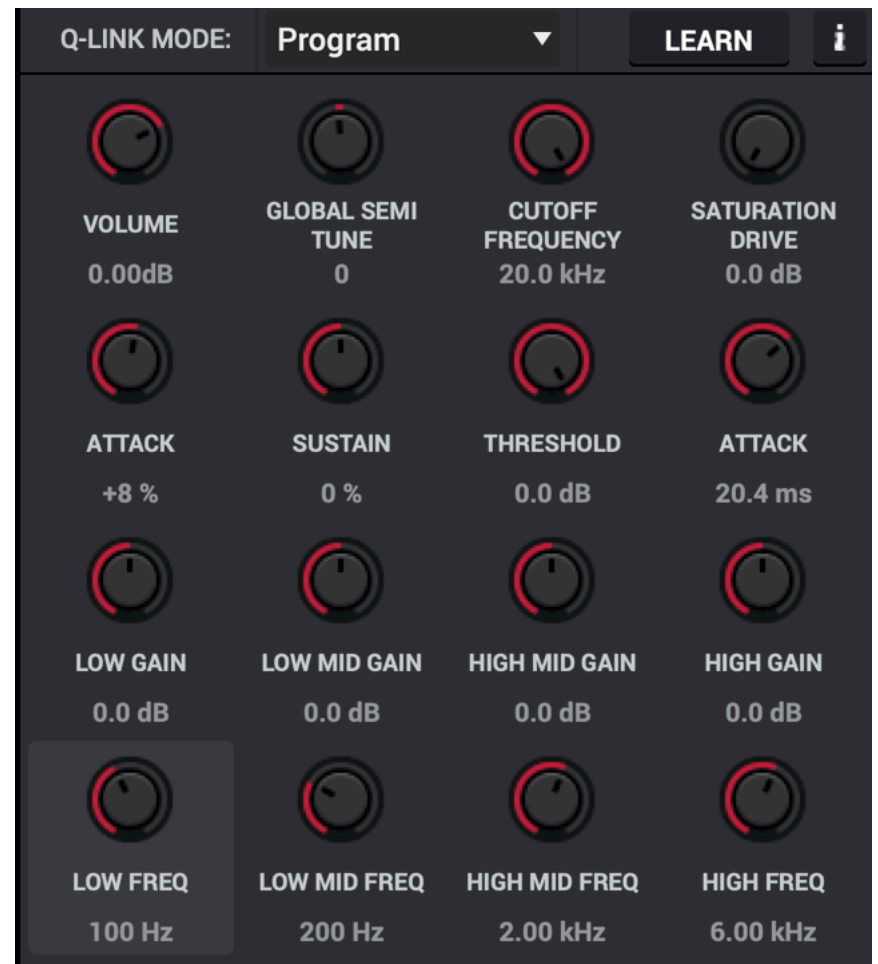 Q-LINK MODE: Program LEARN i
VOLUME GLOBAL SEMI TUNE CUTOFF FREQUENCY SATURATION DRIVE
0.00dB 0 20.0 kHz 0.0 dB
ATTACK SUSTAIN THRESHOLD ATTACK
+8 % 0 % 0.0 dB 20.4 ms
LOW GAIN LOW MID GAIN HIGH MID GAIN HIGH GAIN
0.0 dB 0.0 dB 0.0 dB 0.0 dB
LOW FREQ LOW MID FREQ HIGH MID FREQ HIGH FREQ
100 Hz 200 Hz 2.00 kHz 6.00 kHz